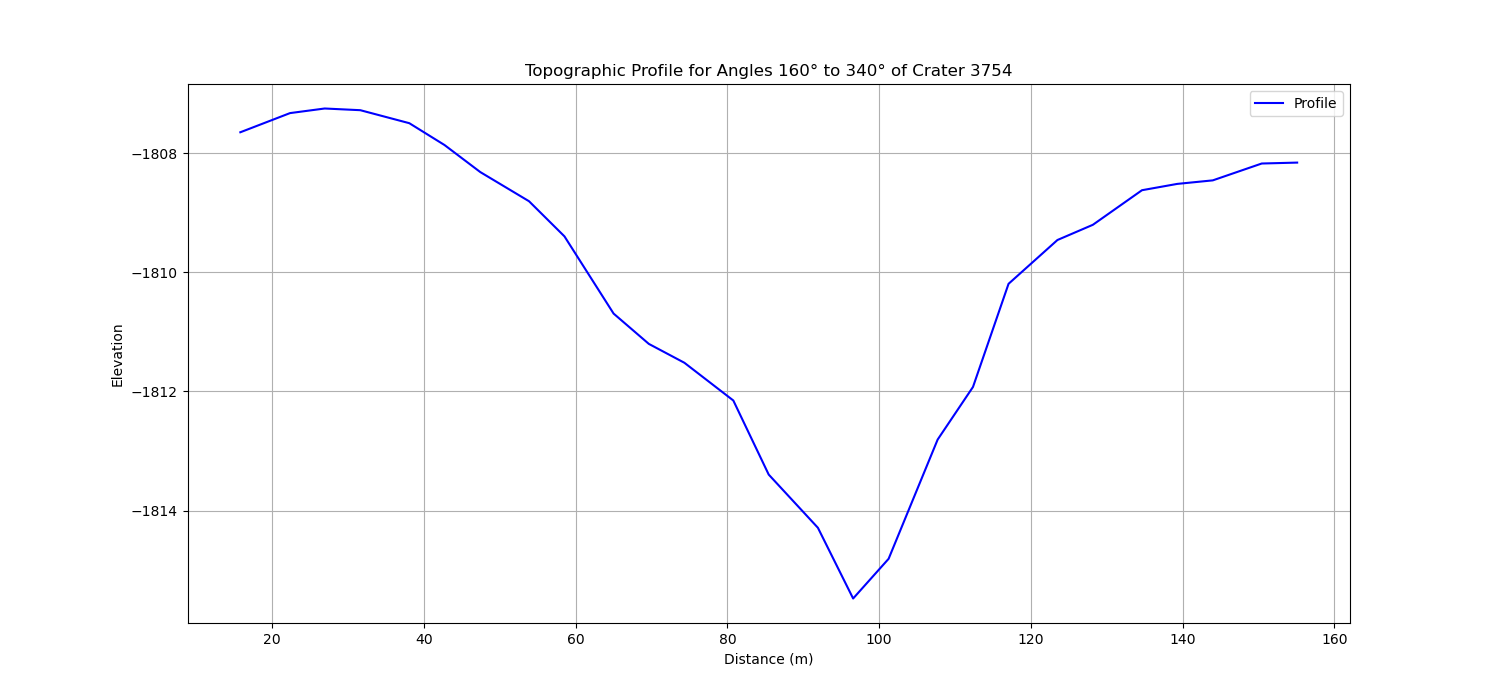 Topographic Profile for Angles 160° to 340° of Crater 3754
Profile
−1808
−1810
−1812
−1814
Elevation
20 40 60 80 100 120 140 160
Distance (m)